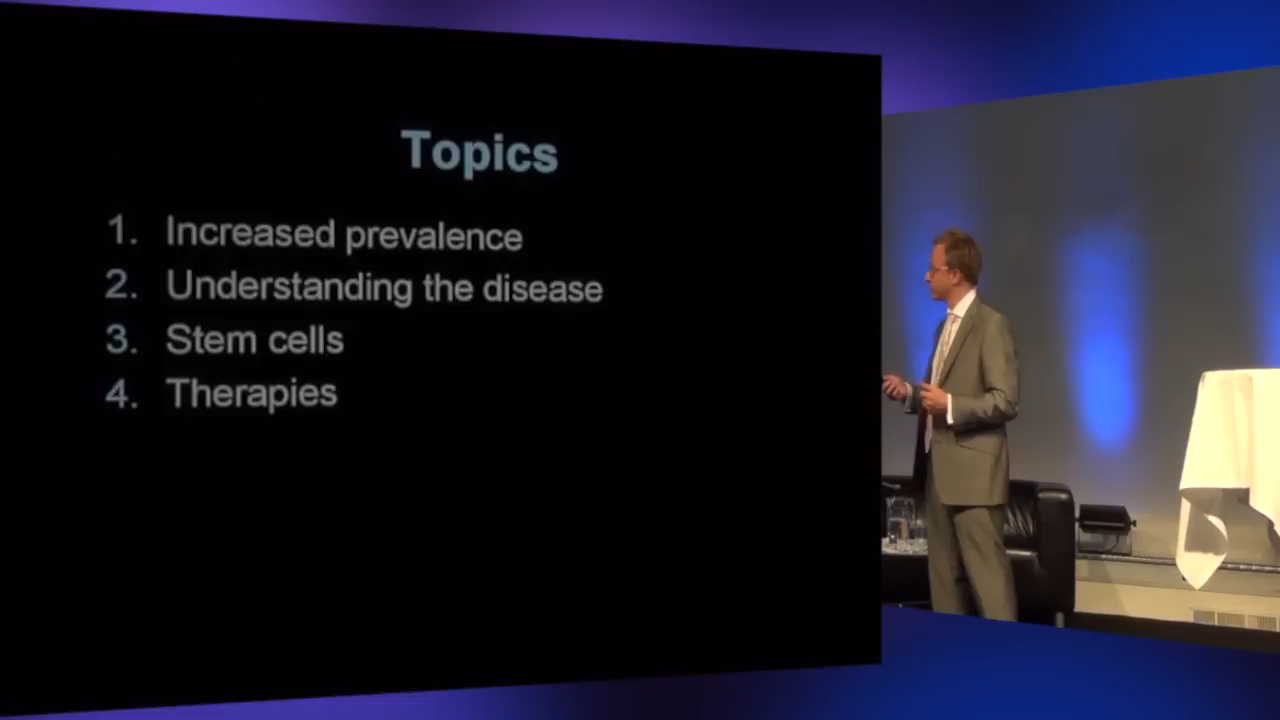 Topics
1. Increased prevalence
2. Understanding the disease
3. Stem cells
4. Therapies